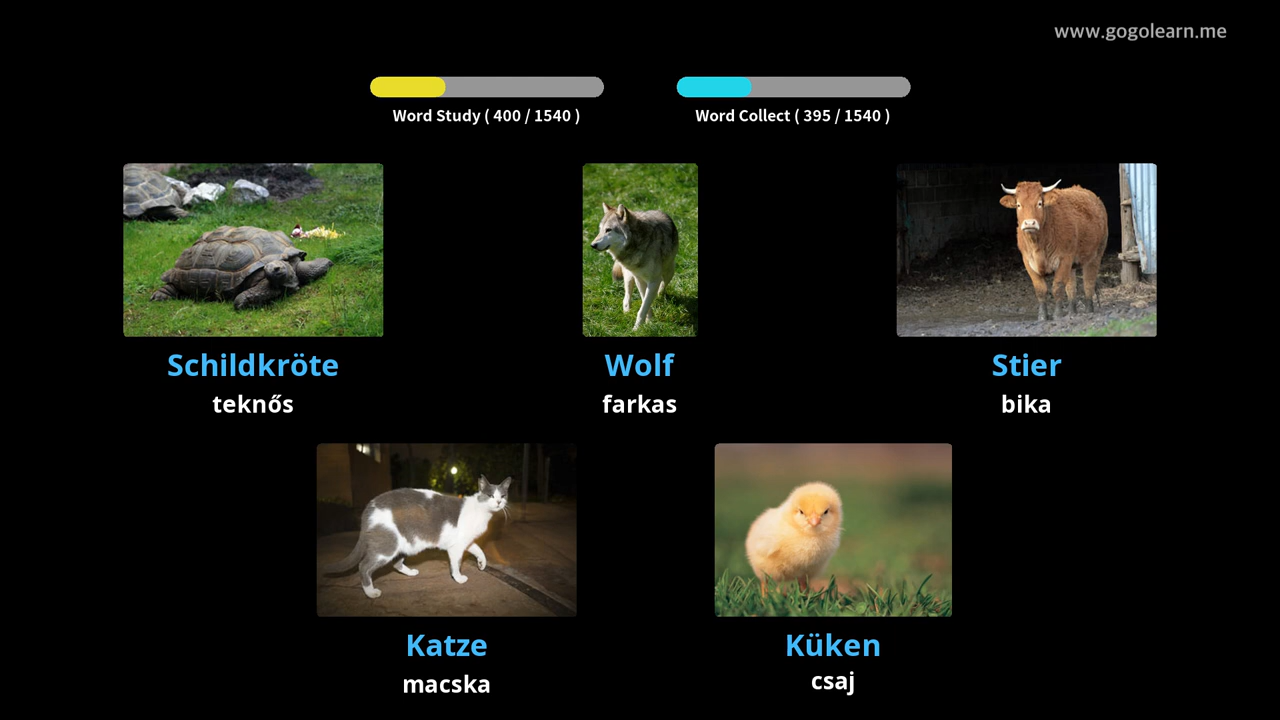 www.gogolearn.me
Word Study ( 400 / 1540 )
Word Collect ( 395 / 1540 )
Schildkröte
teknős
Wolf
farkas
Stier
bika
Katze
macska
Küken
csaj